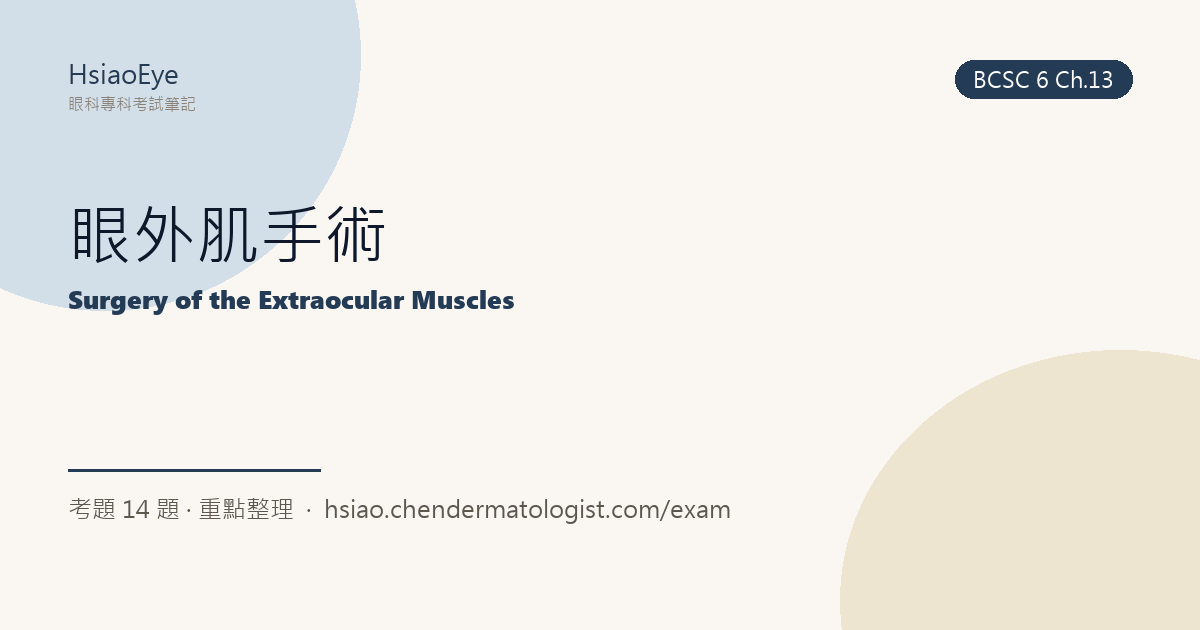 HsiaoEye
眼科專科考試筆記
BCSC 6 Ch.13
眼外肌手術
Surgery of the Extraocular Muscles
考題 14 題 · 重點整理 · hsiao.chendermatologist.com/exam